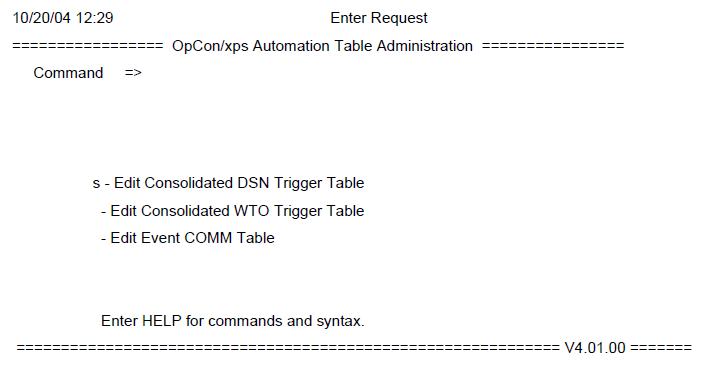 10/20/04 12:29 Enter Request
================= OpCon/xps Automation Table Administration ================
Command =>
s - Edit Consolidated DSN Trigger Table
- Edit Consolidated WTO Trigger Table
- Edit Event COMM Table
Enter HELP for commands and syntax.
============================================================= V4.01.00 =======